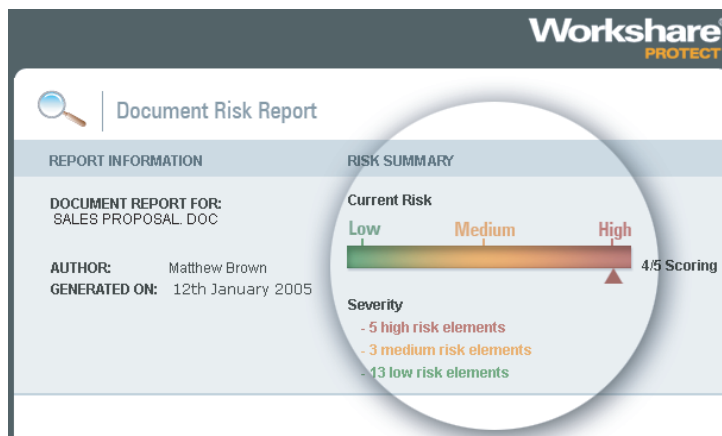 Workshare
PROTECT
Document Risk Report
REPORT INFORMATION
RISK SUMMARY
DOCUMENT REPORT FOR:
SALES PROPOSAL. DOC
AUTHOR: Matthew Brown
GENERATED ON: 12th January 2005
Current Risk
Low Medium High
4/5 Scoring
Severity
- 5 high risk elements
- 3 medium risk elements
- 13 low risk elements